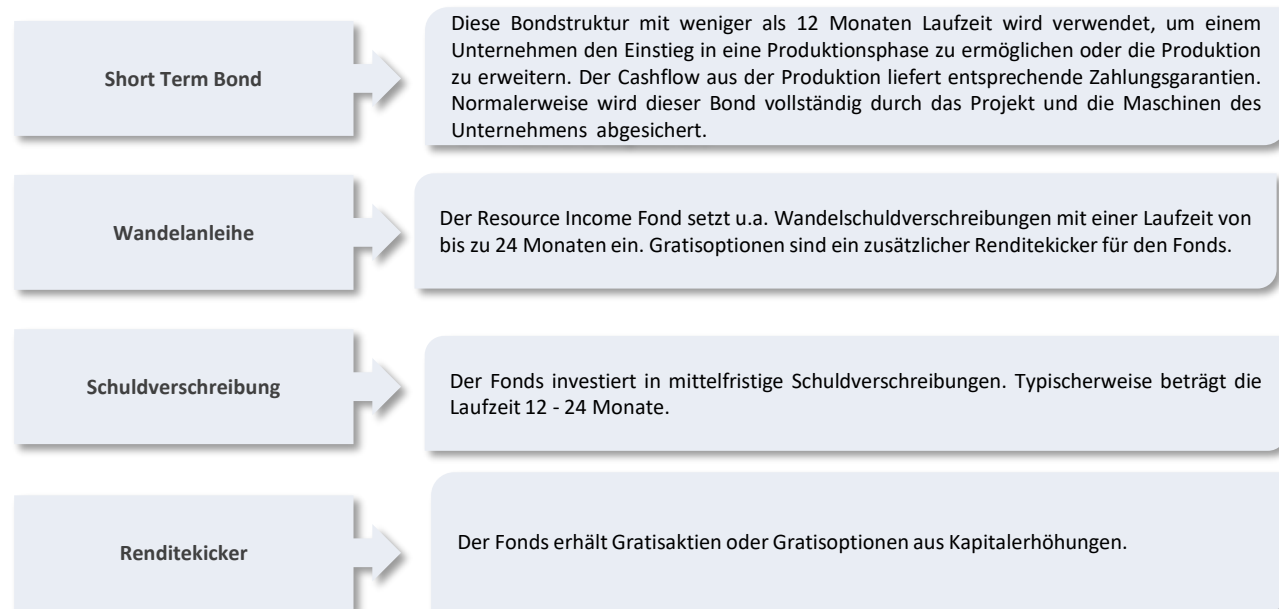 Short Term Bond
Diese Bondstruktur mit weniger als 12 Monaten Laufzeit wird verwendet, um einem
Unternehmen den Einstieg in eine Produktionsphase zu ermöglichen oder die Produktion
zu erweitern. Der Cashflow aus der Produktion liefert entsprechende Zahlungsgarantien.
Normalerweise wird dieser Bond vollständig durch das Projekt und die Maschinen des
Unternehmens abgesichert.
Wandelanleihe
Der Resource Income Fond setzt u.a. Wandelschuldverschreibungen mit einer Laufzeit von
bis zu 24 Monaten ein. Gratisoptionen sind ein zusätzlicher Renditekicker für den Fonds.
Schuldverschreibung
Der Fonds investiert in mittelfristige Schuldverschreibungen. Typischerweise beträgt die
Laufzeit 12 - 24 Monate.
Renditekicker
Der Fonds erhält Gratisaktien oder Gratisoptionen aus Kapitalerhöhungen.